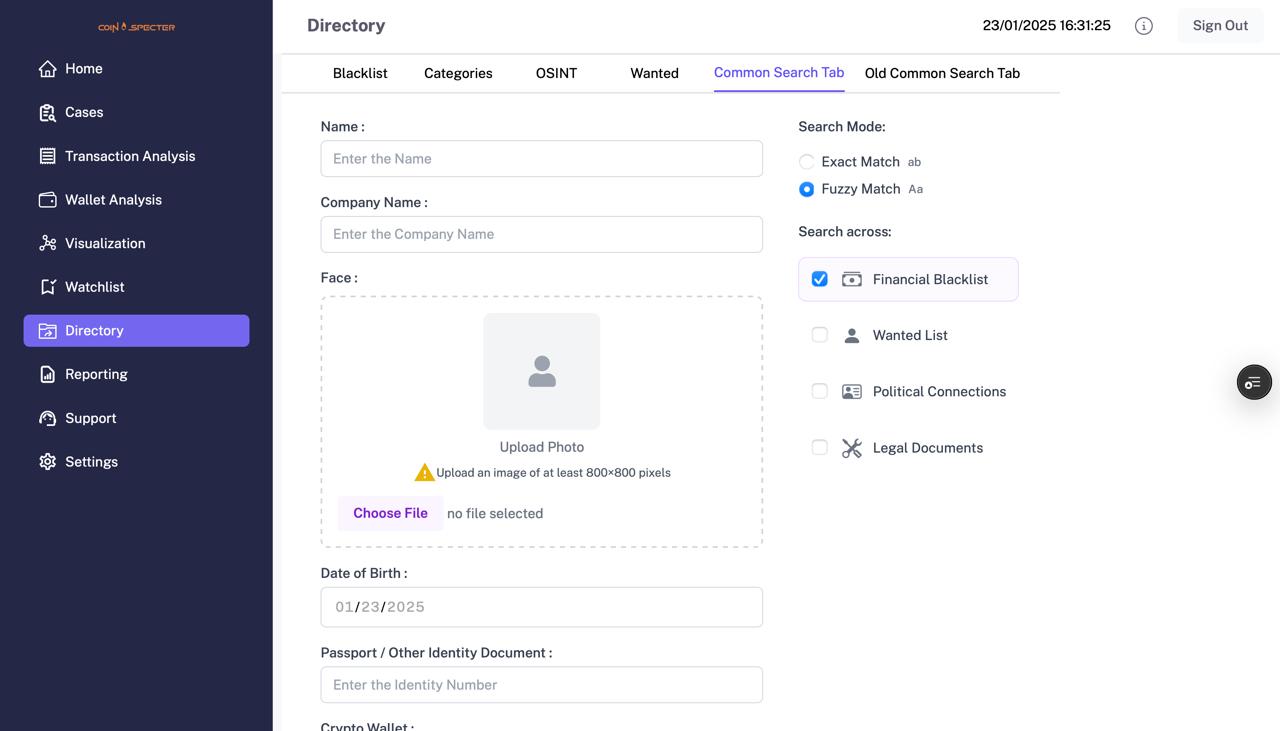 COIN SPECTER
Home
Cases
Transaction Analysis
Wallet Analysis
Visualization
Watchlist
Directory
Reporting
Support
Settings
Directory
23/01/2025 16:31:25
Sign Out
Blacklist
Categories
OSINT
Wanted
Common Search Tab
Old Common Search Tab
Name :
Enter the Name
Company Name :
Enter the Company Name
Face :
Upload Photo
Upload an image of at least 800×800 pixels
Choose File no file selected
Date of Birth :
01/23/2025
Passport / Other Identity Document :
Enter the Identity Number
Crypto Wallet :
Search Mode:
Exact Match ab
Fuzzy Match Aa
Search across:
Financial Blacklist
Wanted List
Political Connections
Legal Documents